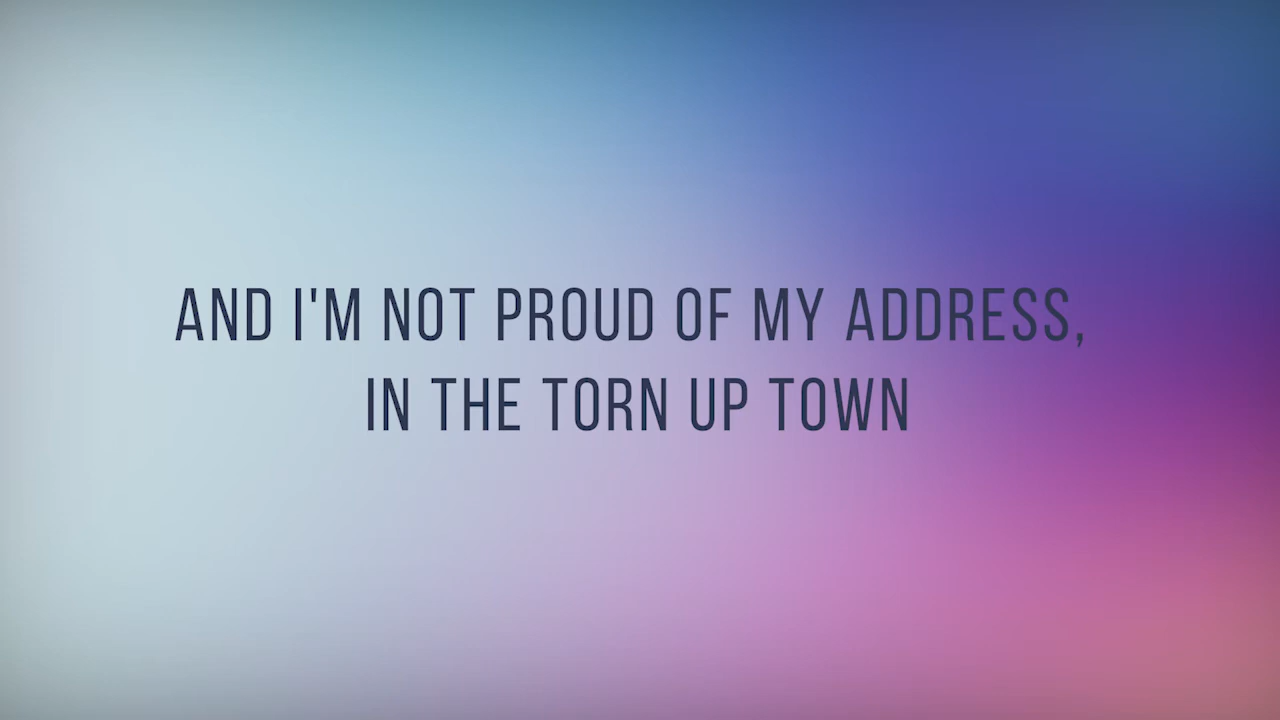 AND I'M NOT PROUD OF MY ADDRESS,
IN THE TORN UP TOWN